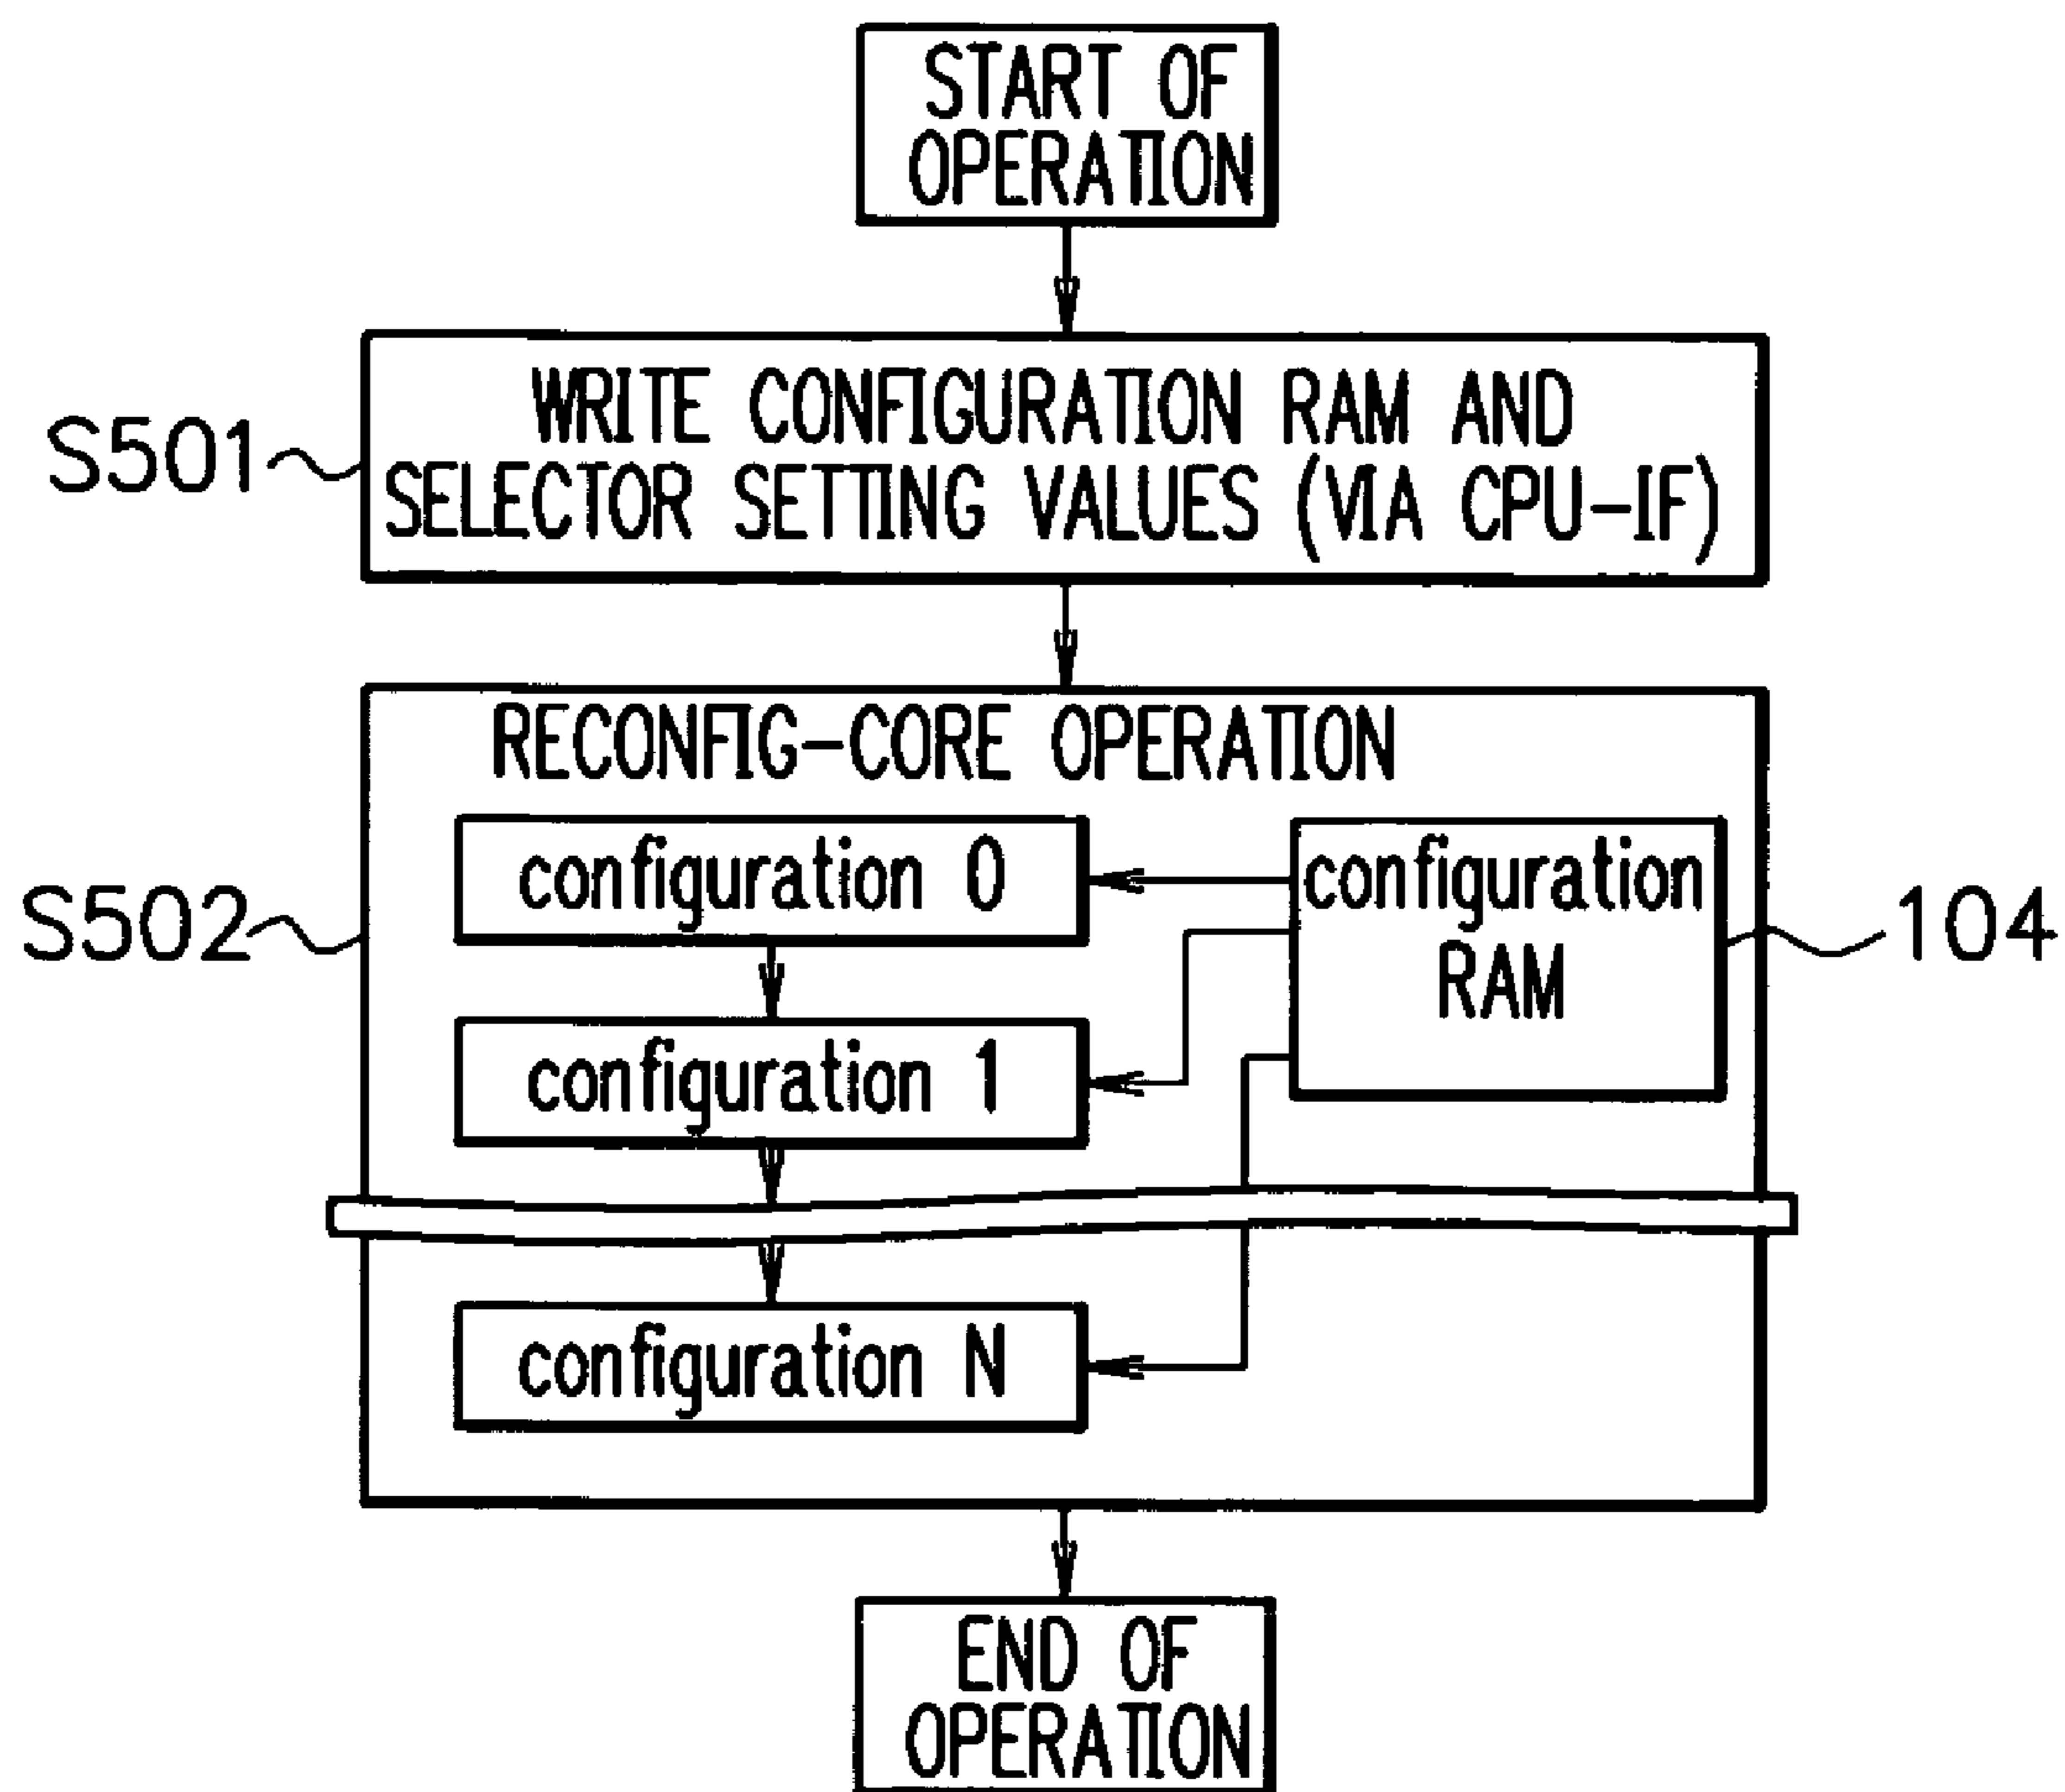 START OF
OPERATION
WRITE CONFIGURATION RAM AND
SELECTOR SETTING VALUES (VIA CPU-IF)
S501
RECONFIG-CORE OPERATION
configuration 0
configuration
RAM
S502
104
configuration 1
configuration N
END OF
OPERATION